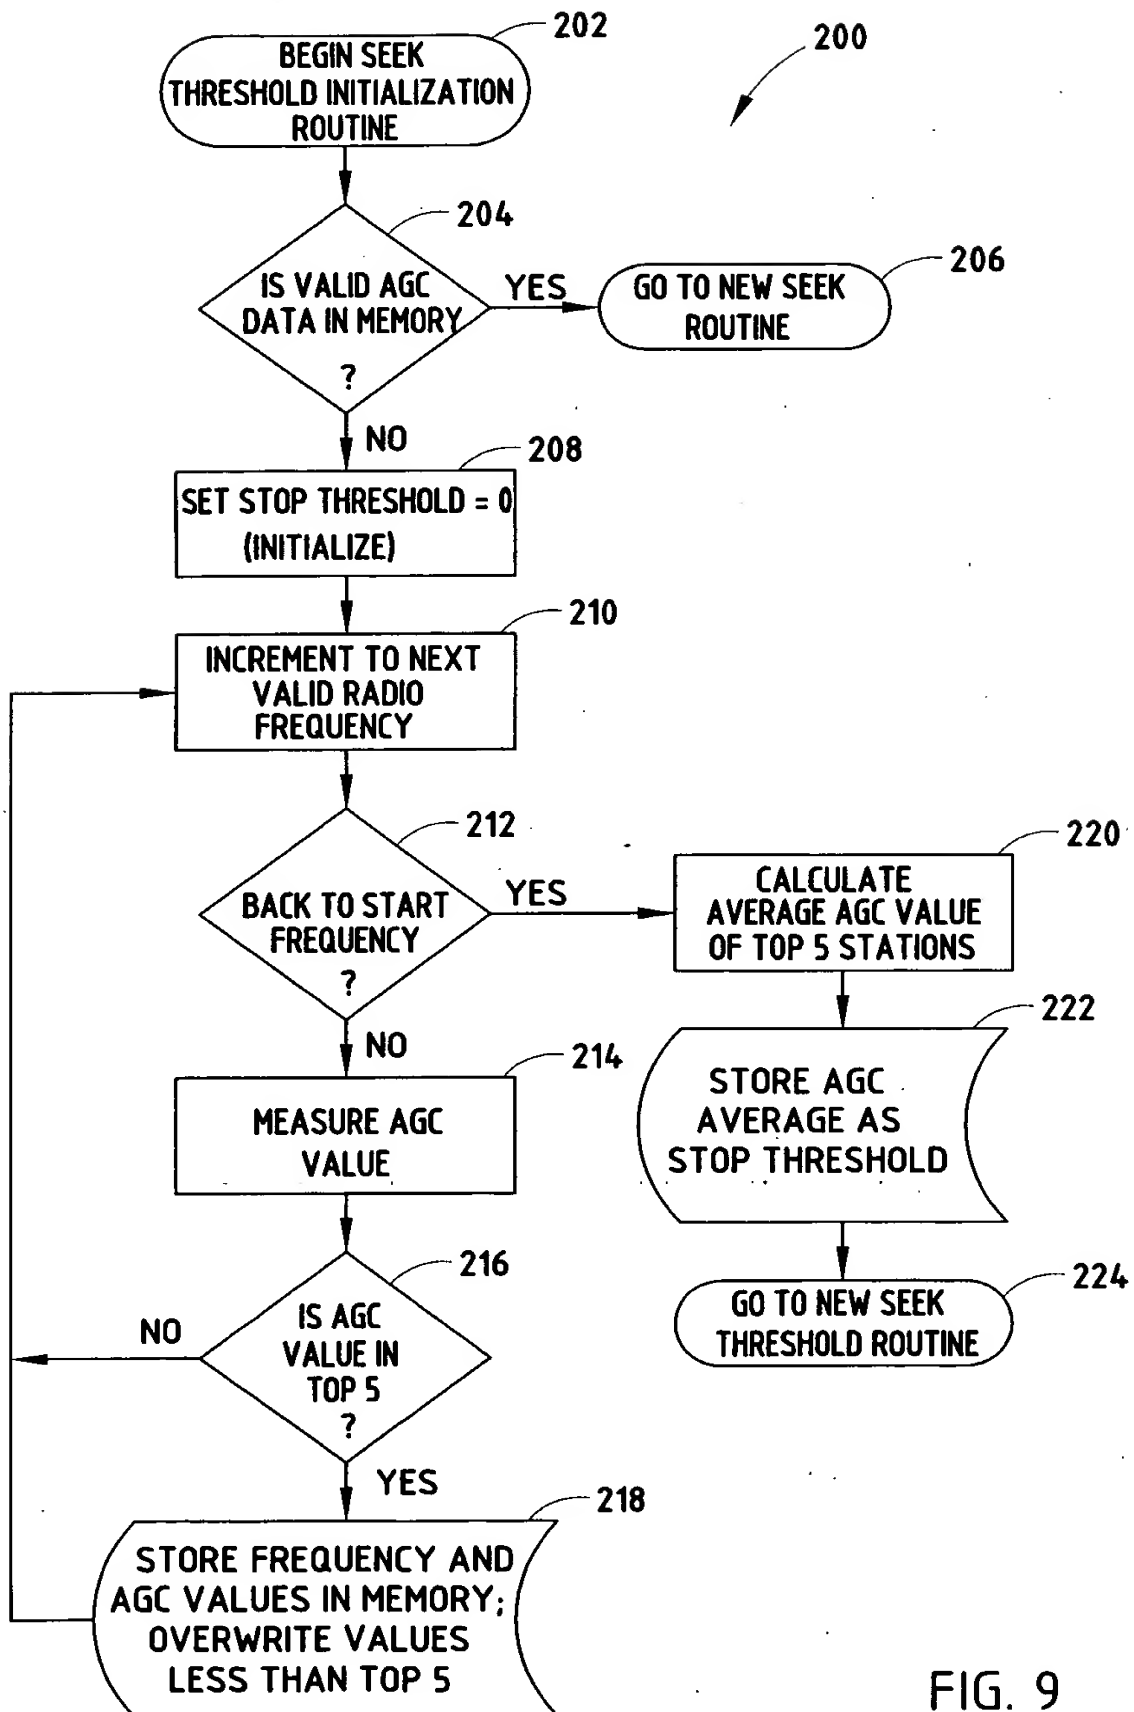 202
200
BEGIN SEEK
THRESHOLD INITIALIZATION
ROUTINE
204
IS VALID AGC
DATA IN MEMORY
?
YES
206
GO TO NEW SEEK
ROUTINE
NO
208
SET STOP THRESHOLD = 0
(INITIALIZE)
210
INCREMENT TO NEXT
VALID RADIO
FREQUENCY
212
BACK TO START
FREQUENCY
?
YES
220
CALCULATE
AVERAGE AGC VALUE
OF TOP 5 STATIONS
NO
214
MEASURE AGC
VALUE
222
STORE AGC
AVERAGE AS
STOP THRESHOLD
216
IS AGC
VALUE IN
TOP 5
?
NO
224
GO TO NEW SEEK
THRESHOLD ROUTINE
YES
218
STORE FREQUENCY AND
AGC VALUES IN MEMORY;
OVERWRITE VALUES
LESS THAN TOP 5
FIG. 9